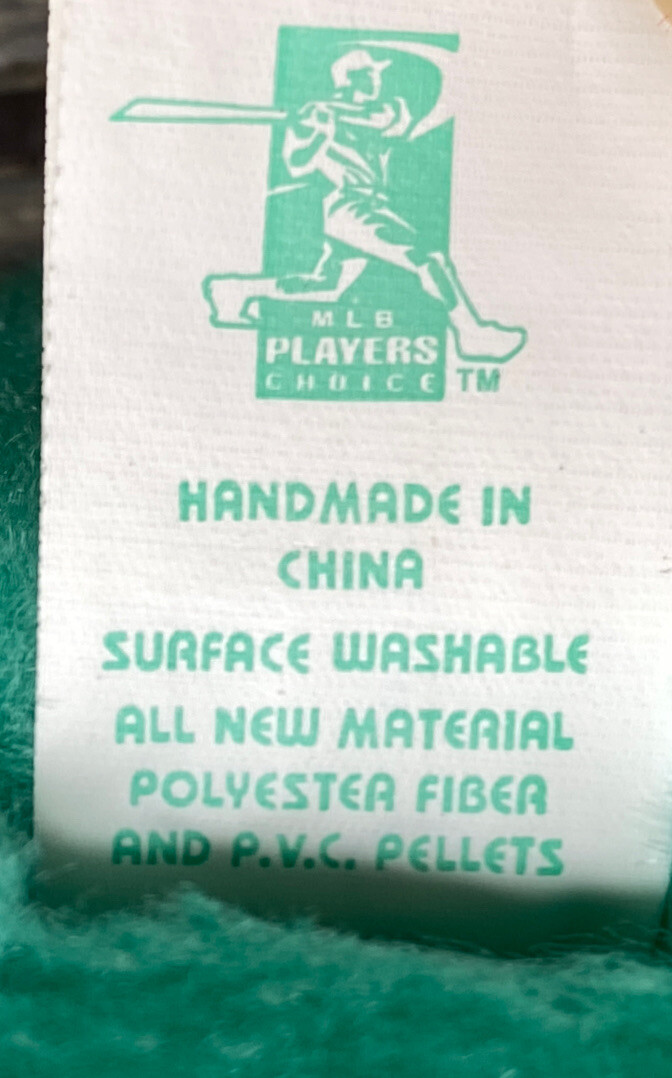 MLB
PLAYERS
CHOICE TM
HANDMADE IN
CHINA
SURFACE WASHABLE
ALL NEW MATERIAL
POLYESTER FIBER
AND P.V.C. PELLETS